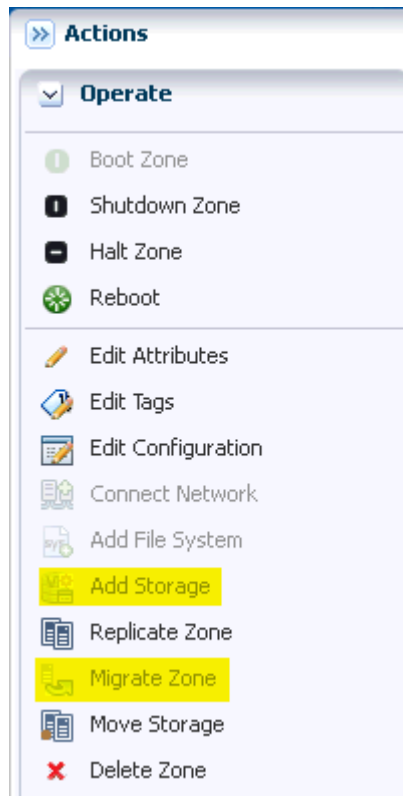 Actions
Operate
Boot Zone
Shutdown Zone
Halt Zone
Reboot
Edit Attributes
Edit Tags
Edit Configuration
Connect Network
Add File System
Add Storage
Replicate Zone
Migrate Zone
Move Storage
Delete Zone